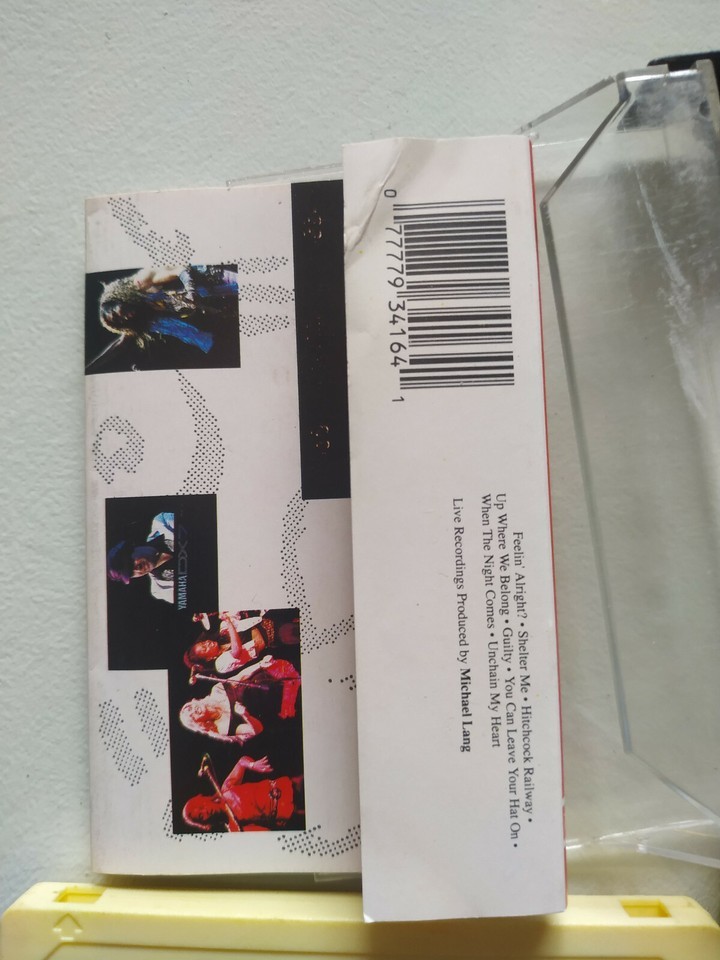 0 77779 34164 1
Feelin' Alright? • Shelter Me • Hitchcock Railway •
Up Where We Belong • Guilty • You Can Leave Your Hat On •
When The Night Comes • Unchain My Heart
Live Recordings Produced by Michael Lang
YAMAHA